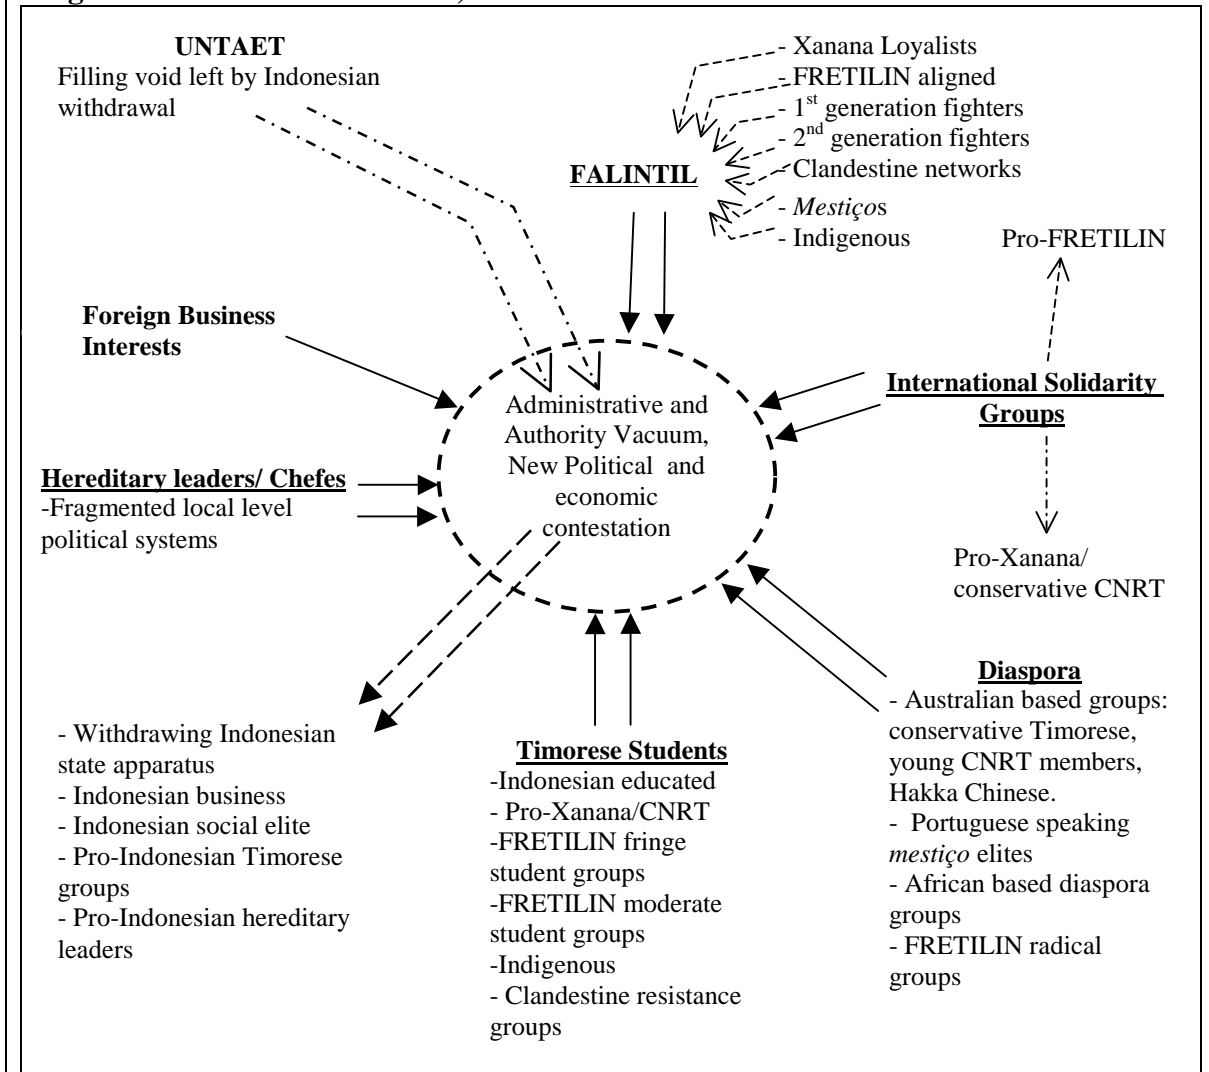 UNTAET
Filling void left by Indonesian
withdrawal
- Xanana Loyalists
- FRETILIN aligned
- 1st generation fighters
- 2nd generation fighters
- Clandestine networks
- Mestiços
- Indigenous
FALINTIL
Pro-FRETILIN
Foreign Business
Interests
International Solidarity
Groups
Administrative and
Authority Vacuum,
New Political and
economic
contestation
Hereditary leaders/ Chefes
-Fragmented local level
political systems
Pro-Xanana/
conservative CNRT
Diaspora
- Australian based groups:
conservative Timorese,
young CNRT members,
Hakka Chinese.
- Portuguese speaking
mestiço elites
- African based diaspora
groups
- FRETILIN radical
groups
- Withdrawing Indonesian
state apparatus
- Indonesian business
- Indonesian social elite
- Pro-Indonesian Timorese
groups
- Pro-Indonesian hereditary
leaders
Timorese Students
-Indonesian educated
- Pro-Xanana/CNRT
-FRETILIN fringe
student groups
-FRETILIN moderate
student groups
-Indigenous
- Clandestine resistance
groups